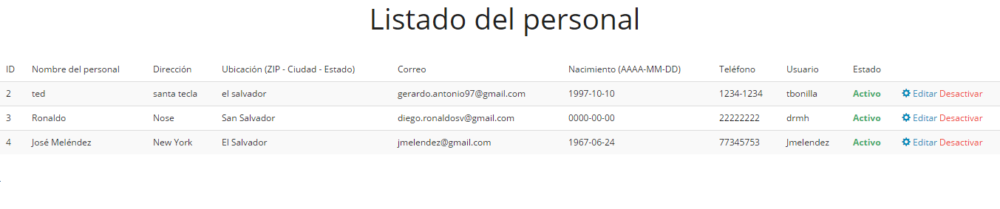 Listado del personal
ID Nombre del personal Dirección Ubicación (ZIP - Ciudad - Estado) Correo Nacimiento (AAAA-MM-DD) Teléfono Usuario Estado
2 ted santa tecla el salvador gerardo.antonio97@gmail.com 1997-10-10 1234-1234 tbonilla Activo Editar Desactivar
3 Ronaldo Nose San Salvador diego.ronaldosv@gmail.com 0000-00-00 22222222 drmh Activo Editar Desactivar
4 José Meléndez New York El Salvador jmelendez@gmail.com 1967-06-24 77345753 Jmelendez Activo Editar Desactivar